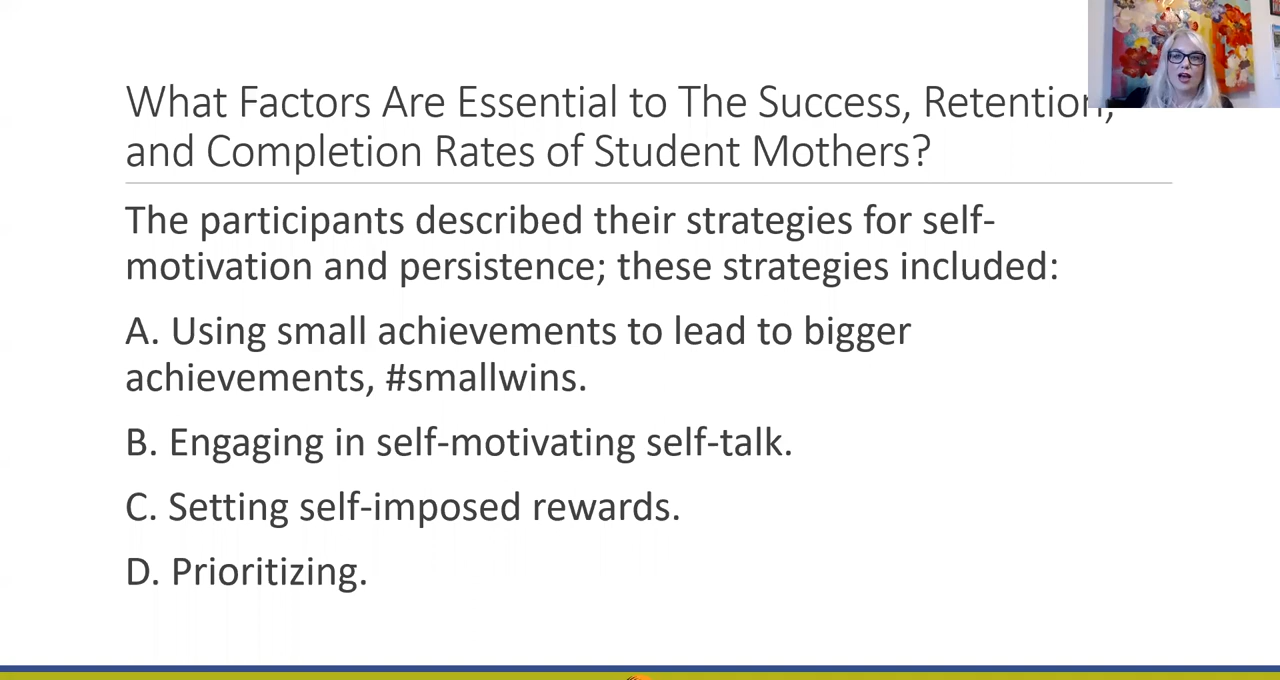 What Factors Are Essential to The Success, Retention,
and Completion Rates of Student Mothers?
The participants described their strategies for self-
motivation and persistence; these strategies included:
A. Using small achievements to lead to bigger
achievements, #smallwins.
B. Engaging in self-motivating self-talk.
C. Setting self-imposed rewards.
D. Prioritizing.